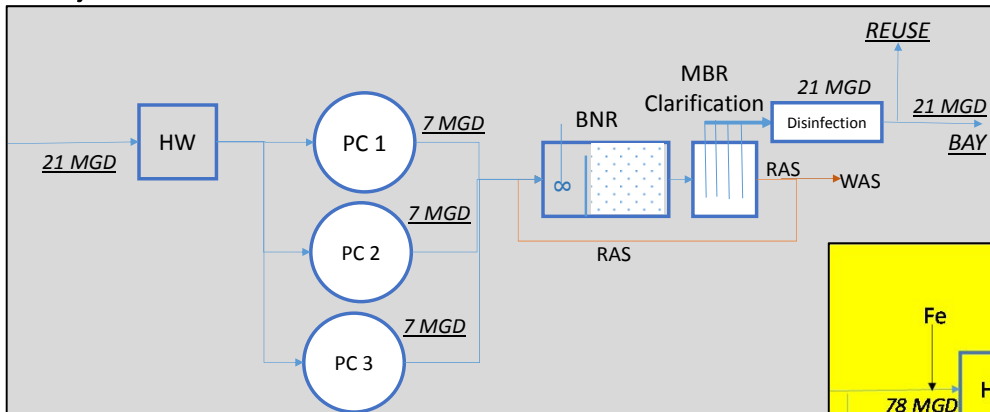 REUSE
MBR
Clarification
21 MGD
BNR
Disinfection
21 MGD
BAY
7 MGD
PC 1
HW
21 MGD
∞
RAS
WAS
7 MGD
PC 2
RAS
7 MGD
PC 3
Fe
H
78 MGD